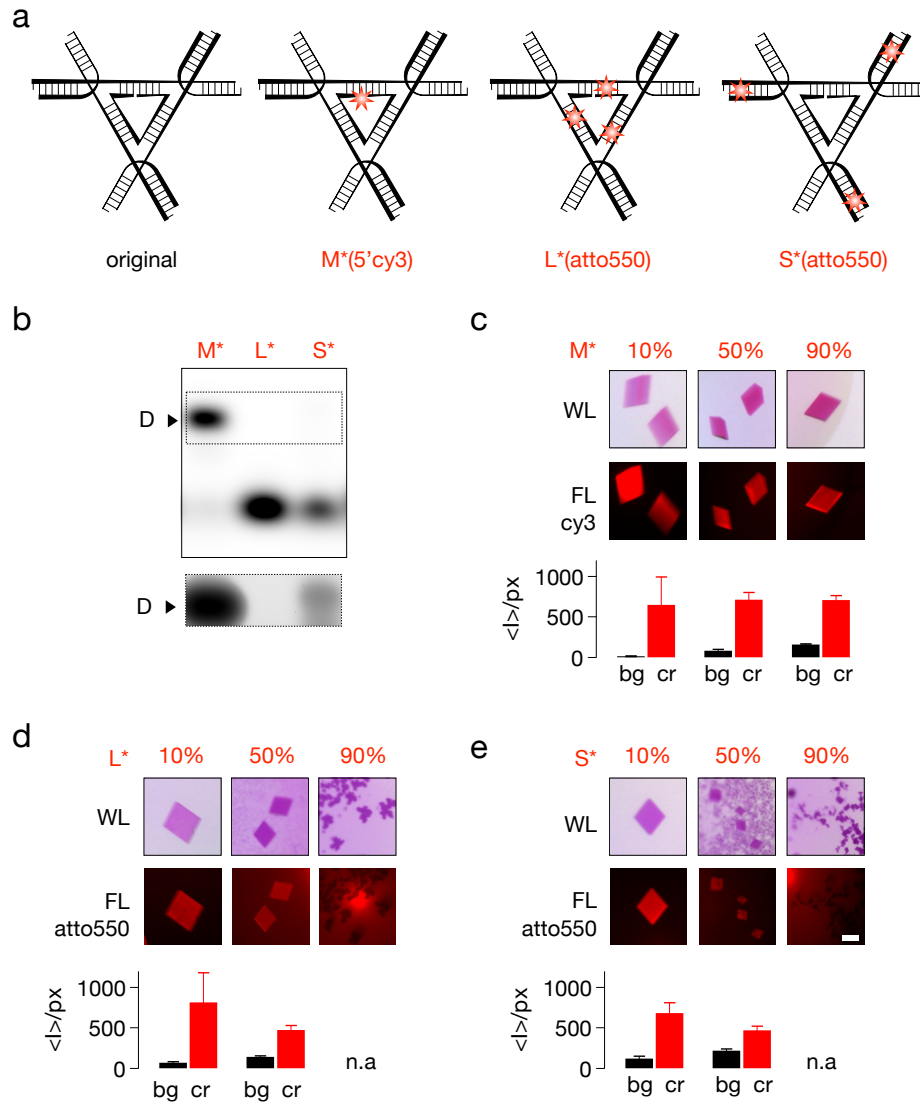 a
original
M*(5'cy3)
L*(atto550)
S*(atto550)
b
M* L* S*
D
D
c
M* 10% 50% 90%
WL
FL
cy3
<I>/px
1000
500
0
bg cr bg cr bg cr
d
L* 10% 50% 90%
WL
FL
atto550
<I>/px
1000
500
0
bg cr bg cr
n.a
e
S* 10% 50% 90%
WL
FL
atto550
<I>/px
1000
500
0
bg cr bg cr
n.a